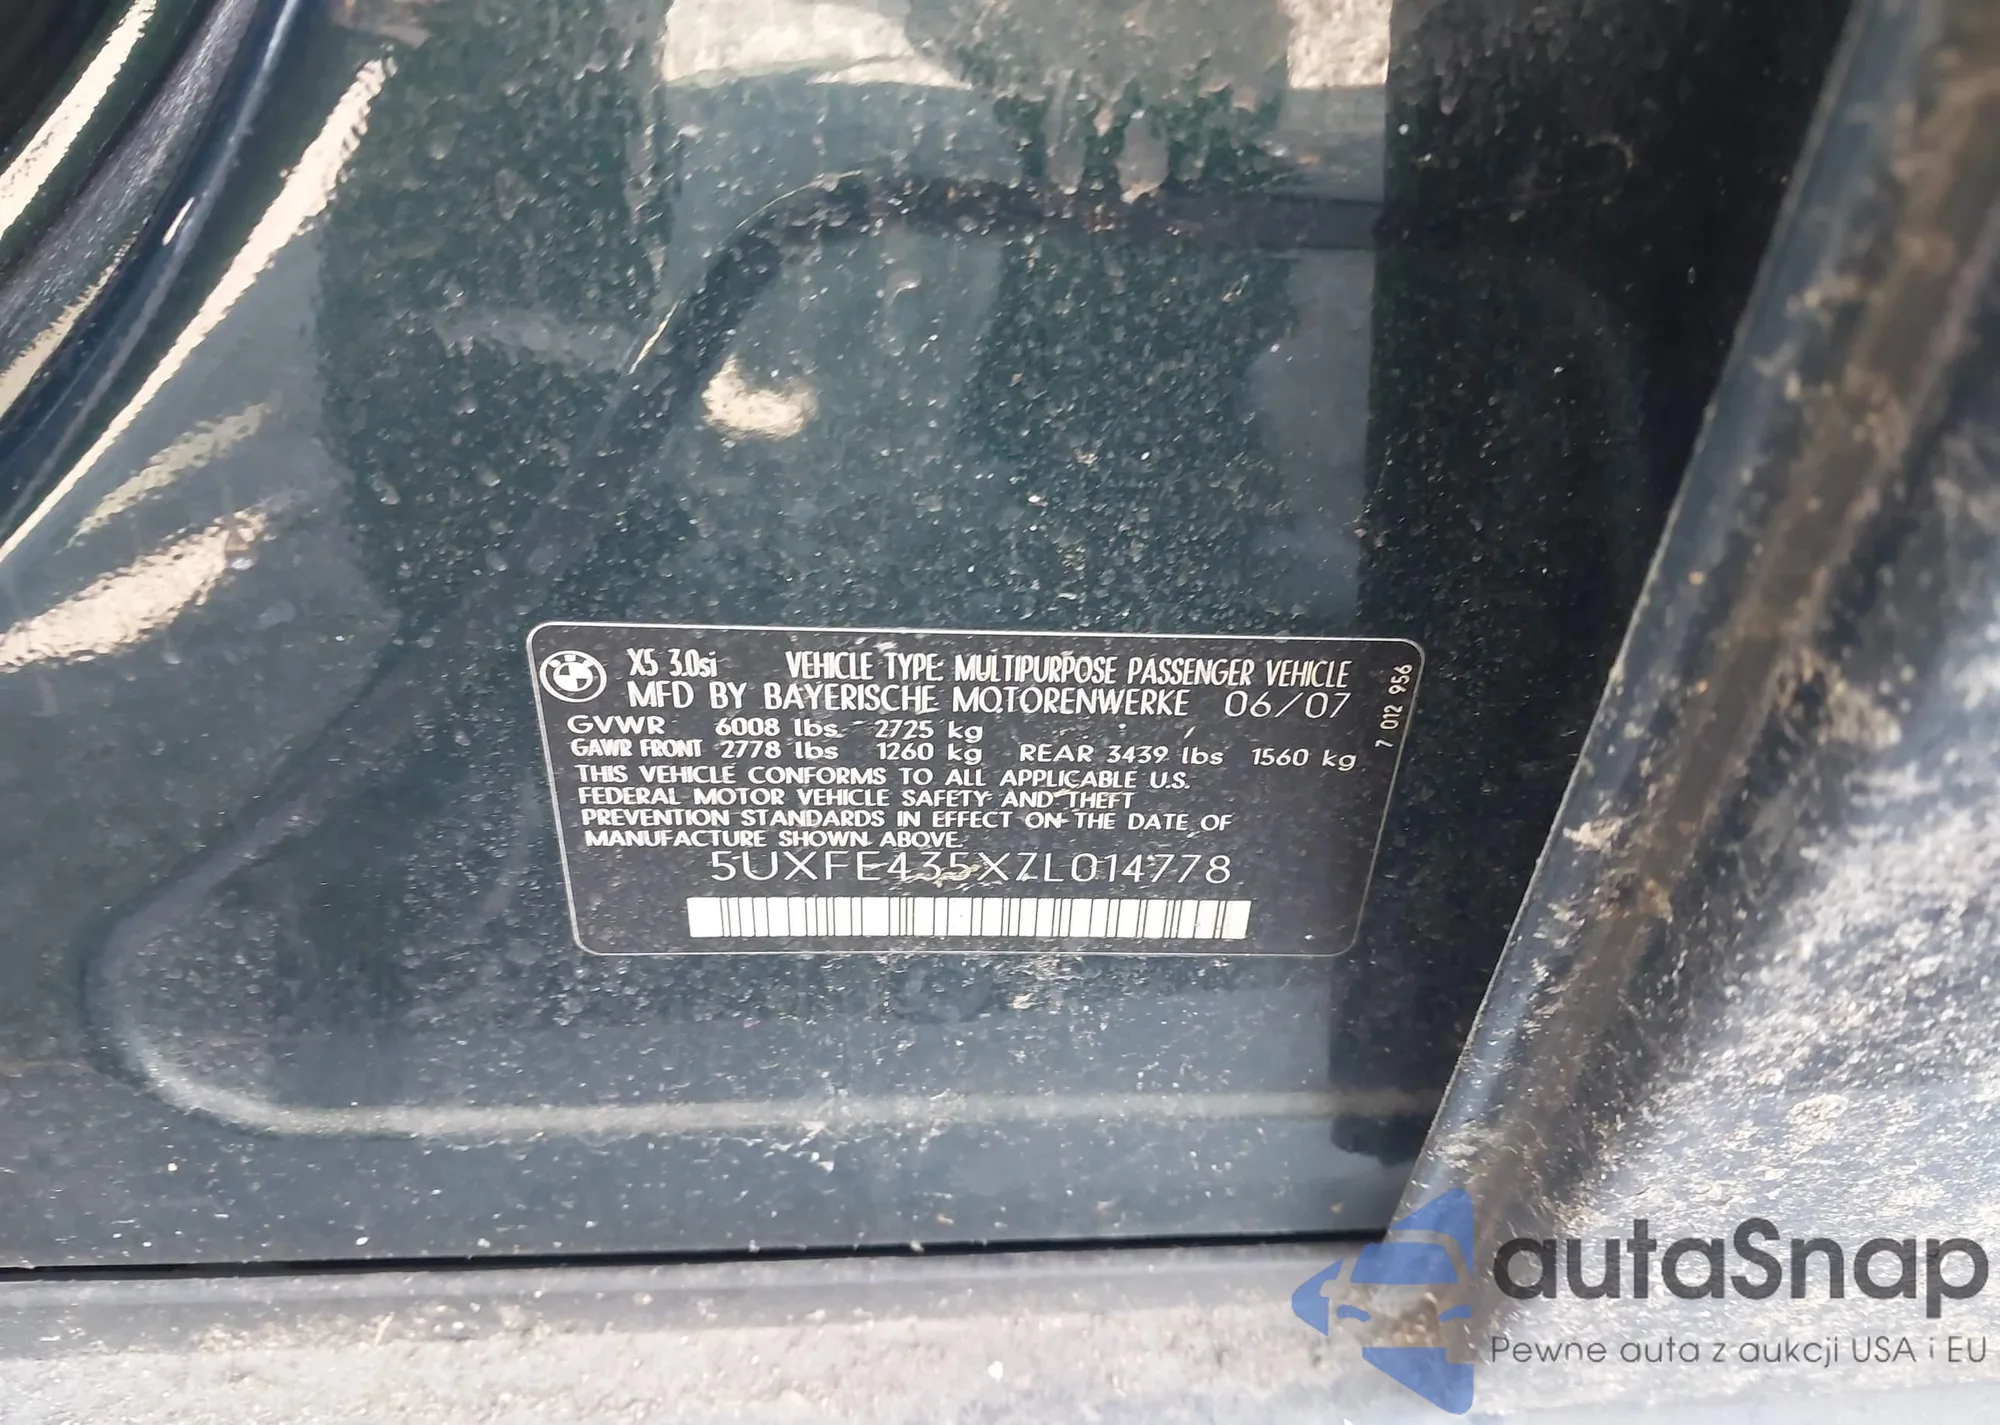 X5 3.0si VEHICLE TYPE: MULTIPURPOSE PASSENGER VEHICLE
MFD BY BAYERISCHE MOTORENWERKE 06/07
GVWR 6008 lbs 2725 kg
GAWR FRONT 2778 lbs 1260 kg REAR 3439 lbs 1560 kg
THIS VEHICLE CONFORMS TO ALL APPLICABLE U.S.
FEDERAL MOTOR VEHICLE SAFETY AND THEFT
PREVENTION STANDARDS IN EFFECT ON THE DATE OF
MANUFACTURE SHOWN ABOVE.
5UXFE435X7L014778
7 012 956
autaSnap
Pewne auta z aukcji USA i EU